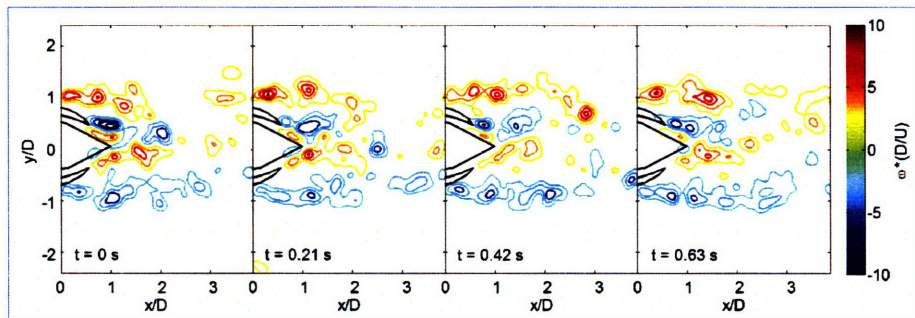 2
1
0
-1
-2
y/D
t = 0 s
t = 0.21 s
t = 0.42 s
t = 0.63 s
0 1 2 3
0 1 2 3
0 1 2 3
0 1 2 3
x/D
x/D
x/D
x/D
10
5
0
-5
-10
ω*(D/U)